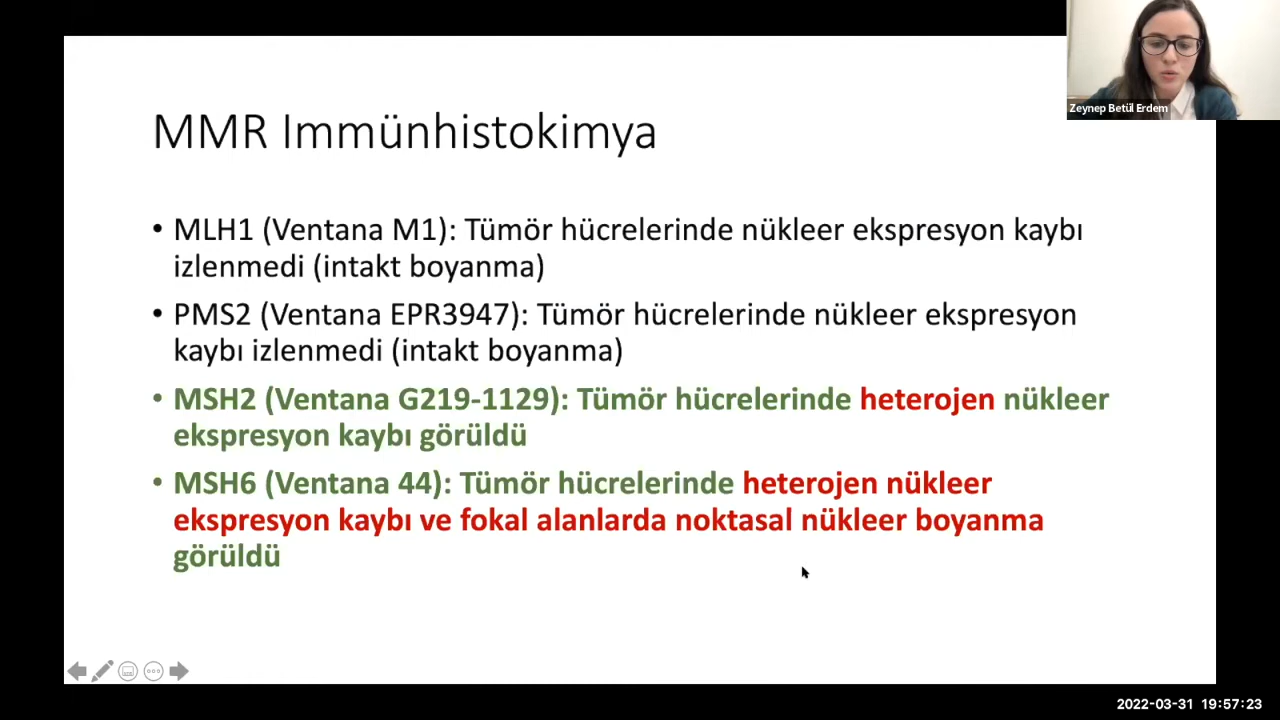 Zeynep Betül Erdem
MMR Immünhistokimya
• MLH1 (Ventana M1): Tümör hücrelerinde nükleer ekspresyon kaybı
izlenmedi (intakt boyanma)
• PMS2 (Ventana EPR3947): Tümör hücrelerinde nükleer ekspresyon
kaybı izlenmedi (intakt boyanma)
• MSH2 (Ventana G219-1129): Tümör hücrelerinde heterojen nükleer
ekspresyon kaybı görüldü
• MSH6 (Ventana 44): Tümör hücrelerinde heterojen nükleer
ekspresyon kaybı ve fokal alanlarda noktasal nükleer boyanma
görüldü
2022-03-31 19:57:23